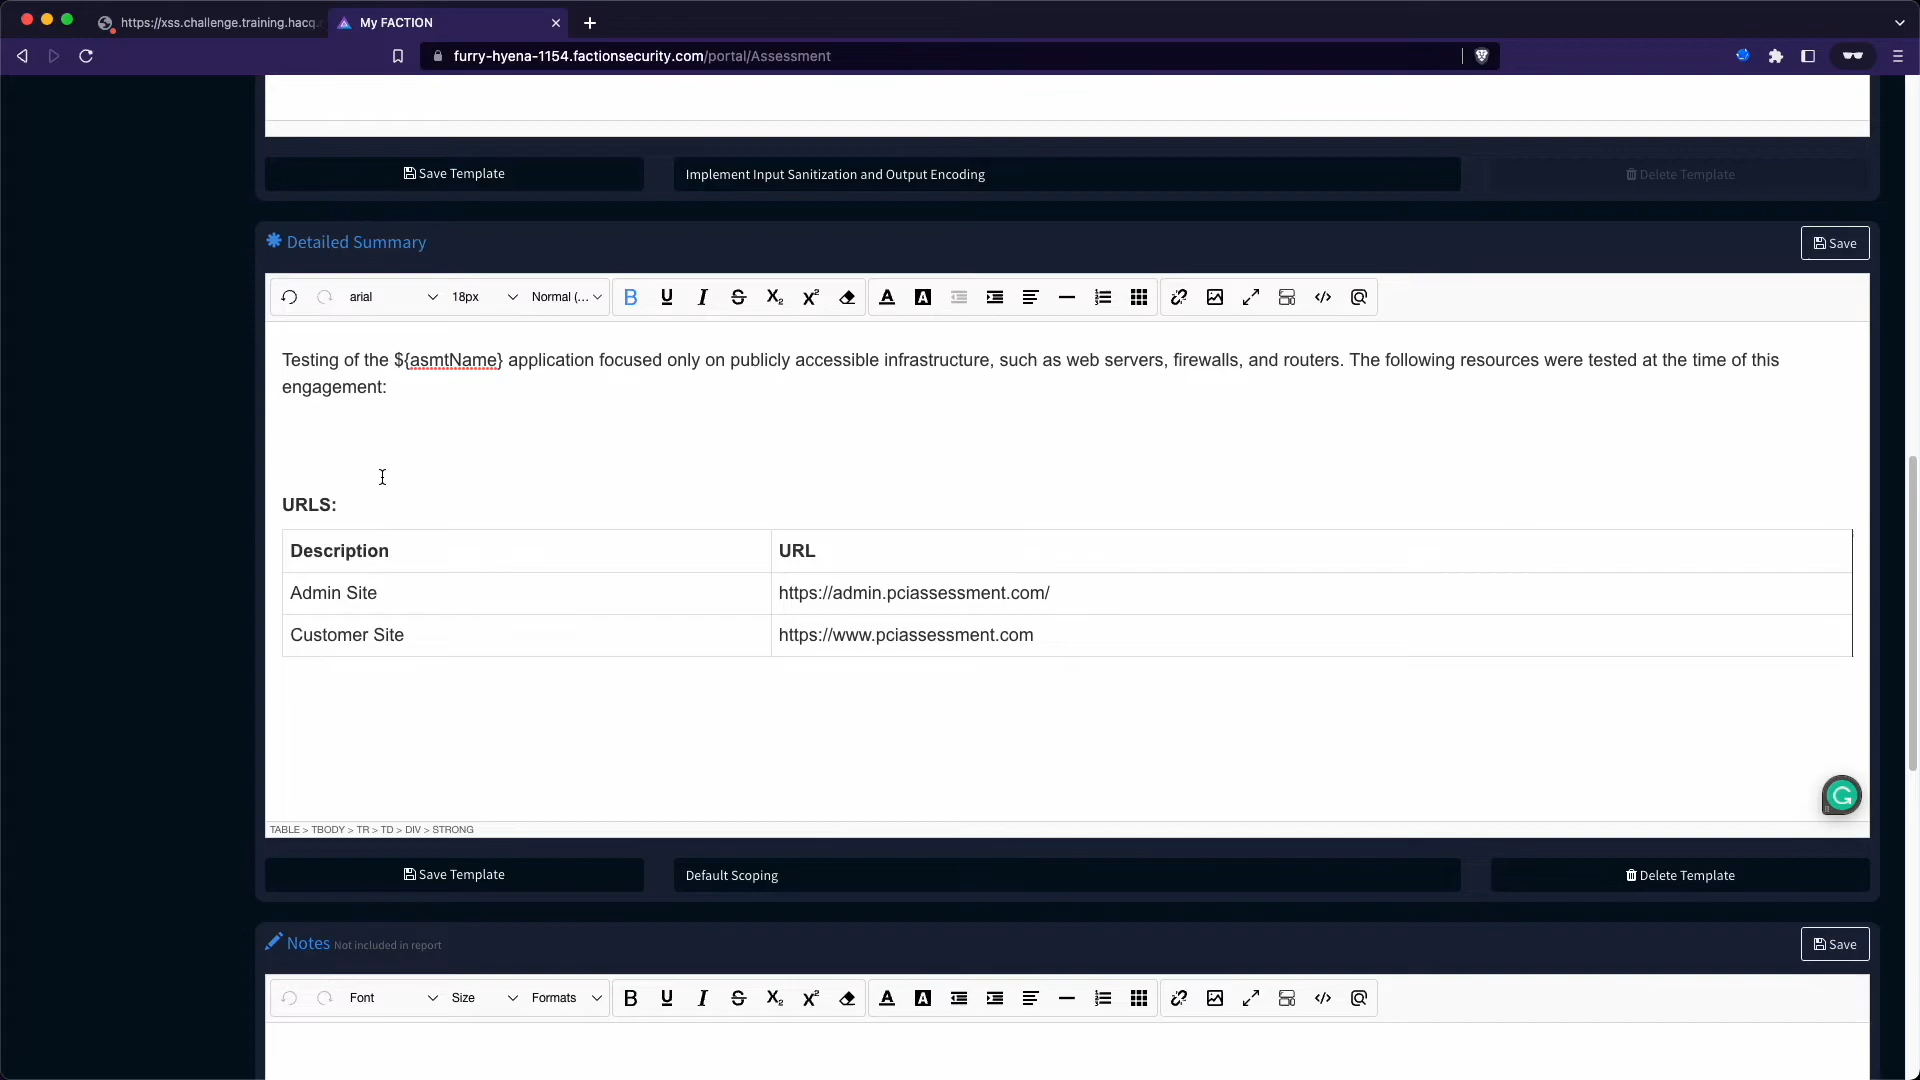 https://xss.challenge.training.hacq.
My FACTION
furry-hyena-1154.factionsecurity.com/portal/Assessment
Save Template
Implement Input Sanitization and Output Encoding
Delete Template
Detailed Summary
Save
arial
18px
Normal (...
B U I S X₂ X² A A
Testing of the ${asmtName} application focused only on publicly accessible infrastructure, such as web servers, firewalls, and routers. The following resources were tested at the time of this
engagement:
URLS:
Description URL
Admin Site https://admin.pciassessment.com/
Customer Site https://www.pciassessment.com
TABLE > TBODY > TR > TD > DIV > STRONG
Save Template
Default Scoping
Delete Template
Notes Not included in report
Save
Font
Size
Formats
B U I S X₂ X² A A